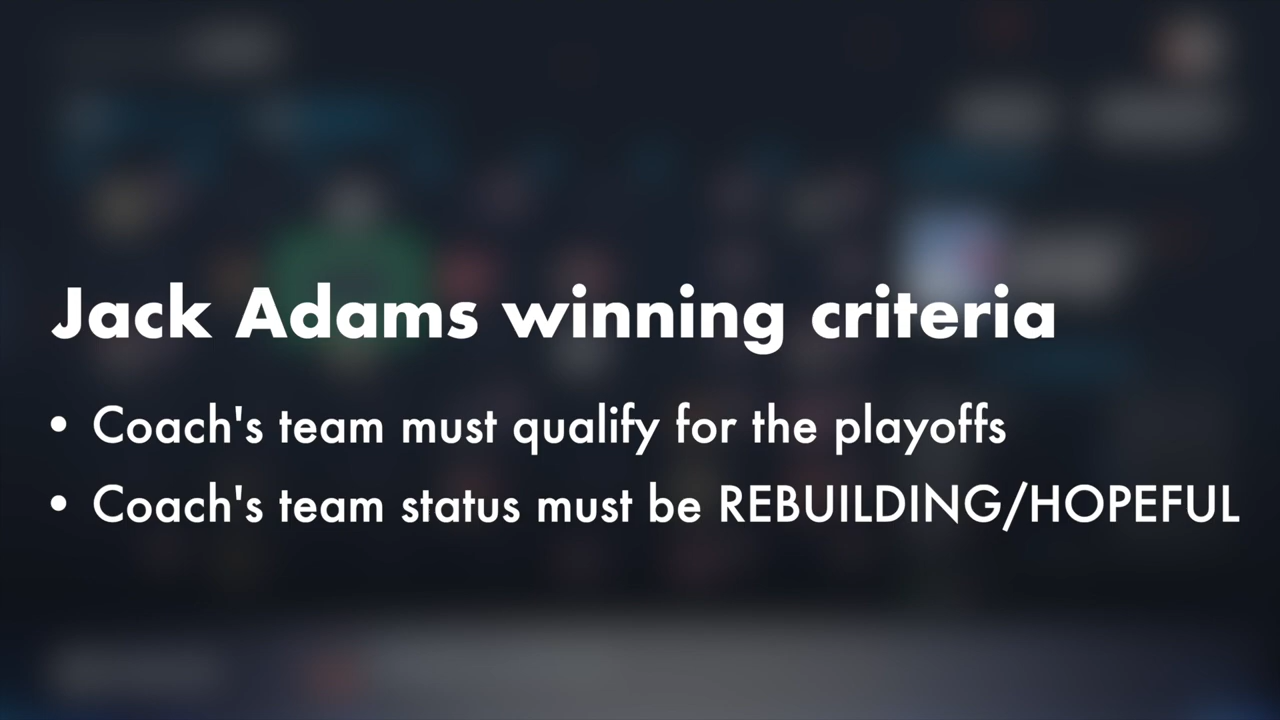 Jack Adams winning criteria
• Coach's team must qualify for the playoffs
• Coach's team status must be REBUILDING/HOPEFUL